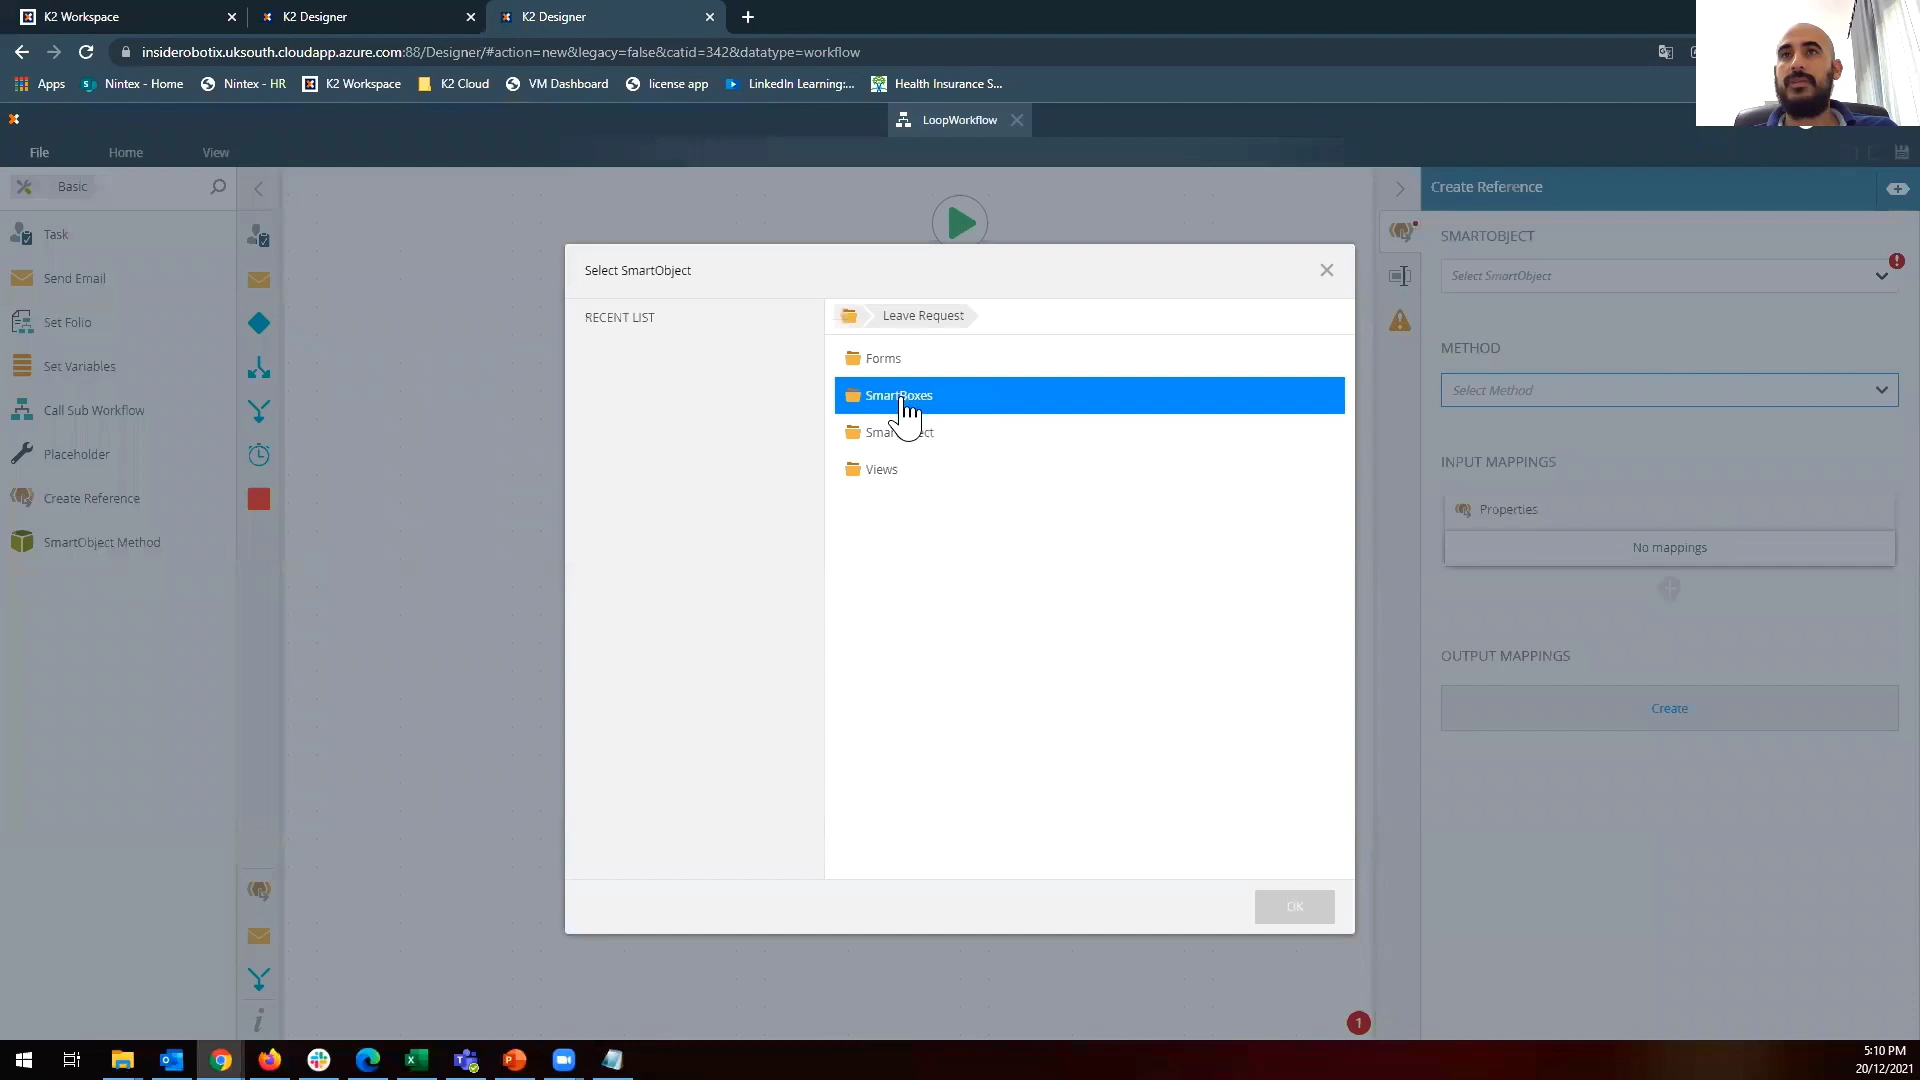 K2 Workspace
K2 Designer
K2 Designer
insiderobotix.uksouth.cloudapp.azure.com:88/Designer/#action=new&legacy=false&catid=342&datatype=workflow
Apps
Nintex - Home
Nintex - HR
K2 Workspace
K2 Cloud
VM Dashboard
license app
LinkedIn Learning:...
Health Insurance S...
LoopWorkflow
File
Home
View
Basic
Task
Send Email
Set Folio
Set Variables
Call Sub Workflow
Placeholder
Create Reference
SmartObject Method
Select SmartObject
RECENT LIST
Leave Request
Forms
SmartBoxes
Views
OK
Create Reference
SMARTOBJECT
Select SmartObject
METHOD
Select Method
INPUT MAPPINGS
Properties
No mappings
OUTPUT MAPPINGS
Create
1
5:10 PM
20/12/2021